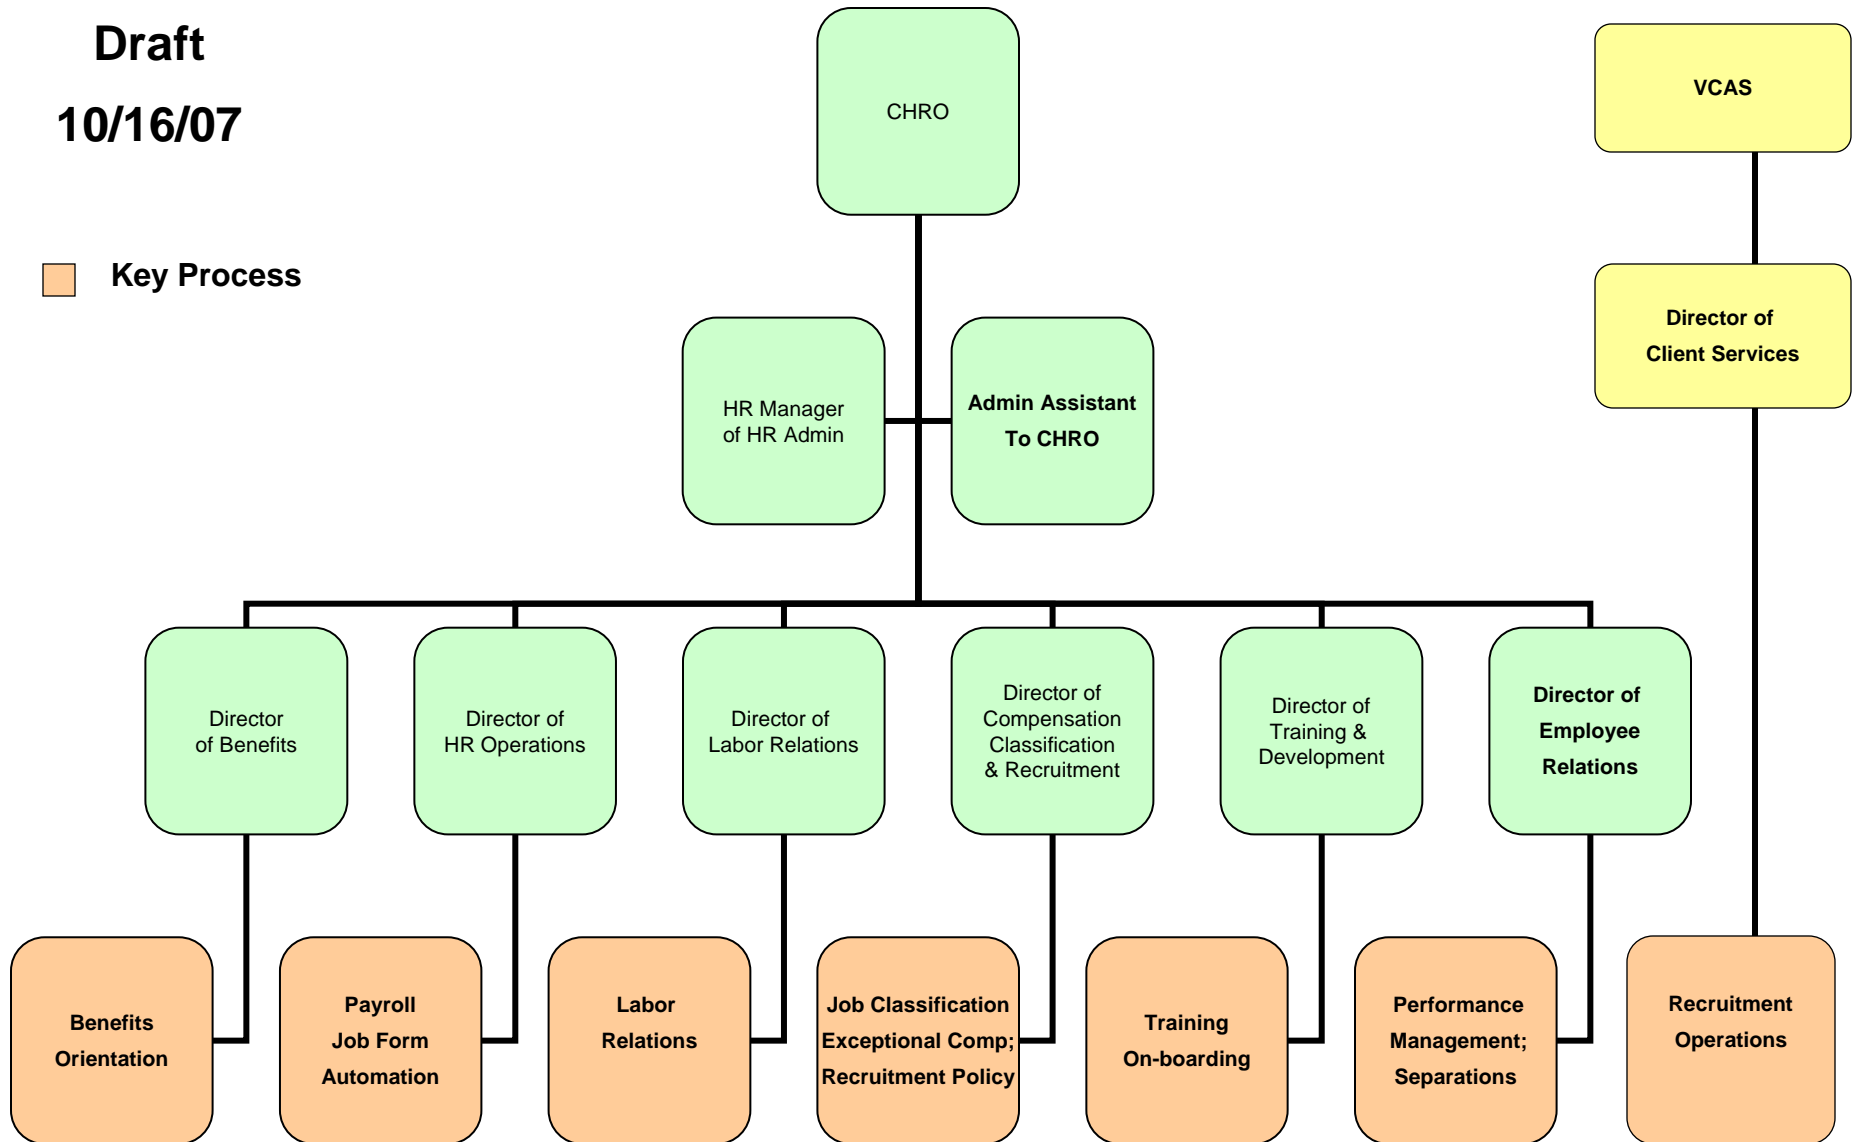 Draft
10/16/07
Key Process
CHRO
VCAS
Director of
Client Services
HR Manager
of HR Admin
Admin Assistant
To CHRO
Director
of Benefits
Director of
HR Operations
Director of
Labor Relations
Director of
Compensation
Classification
& Recruitment
Director of
Training &
Development
Director of
Employee
Relations
Benefits
Orientation
Payroll
Job Form
Automation
Labor
Relations
Job Classification
Exceptional Comp;
Recruitment Policy
Training
On-boarding
Performance
Management;
Separations
Recruitment
Operations